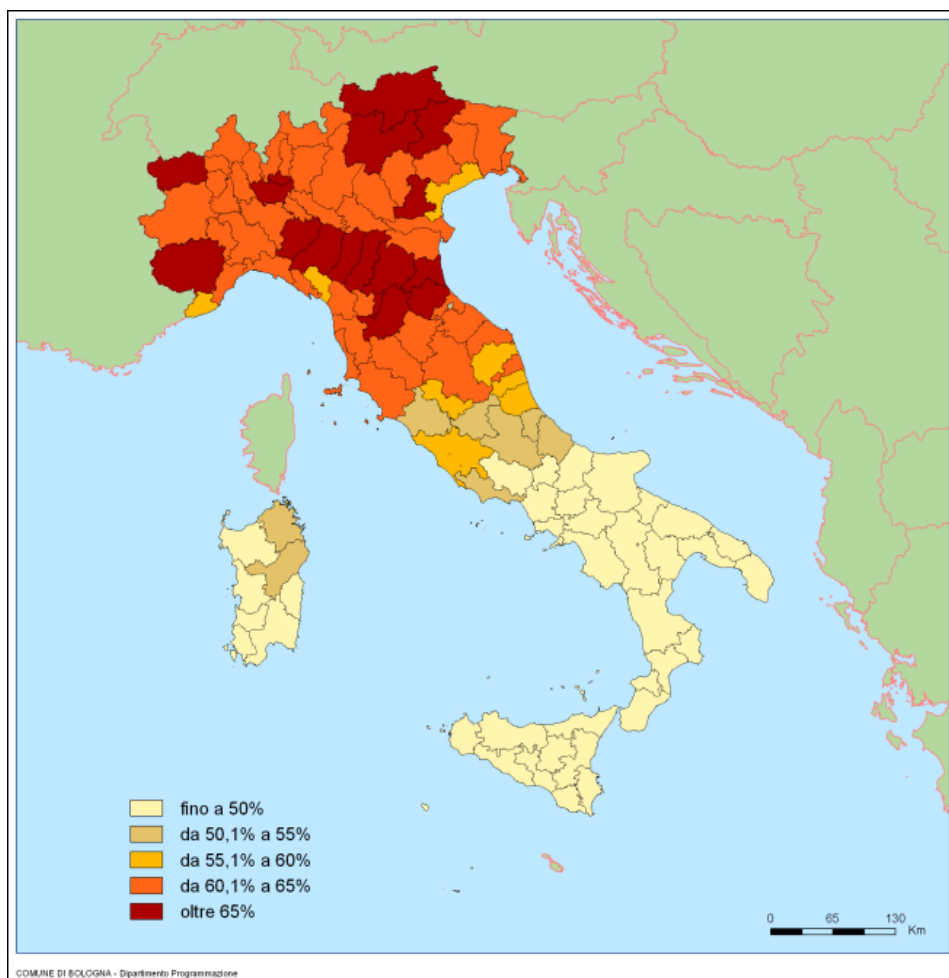 fino a 50%
da 50,1% a 55%
da 55,1% a 60%
da 60,1% a 65%
oltre 65%
0 65 130
Km
COMUNE DI BOLOGNA - Dipartimento Programmazione